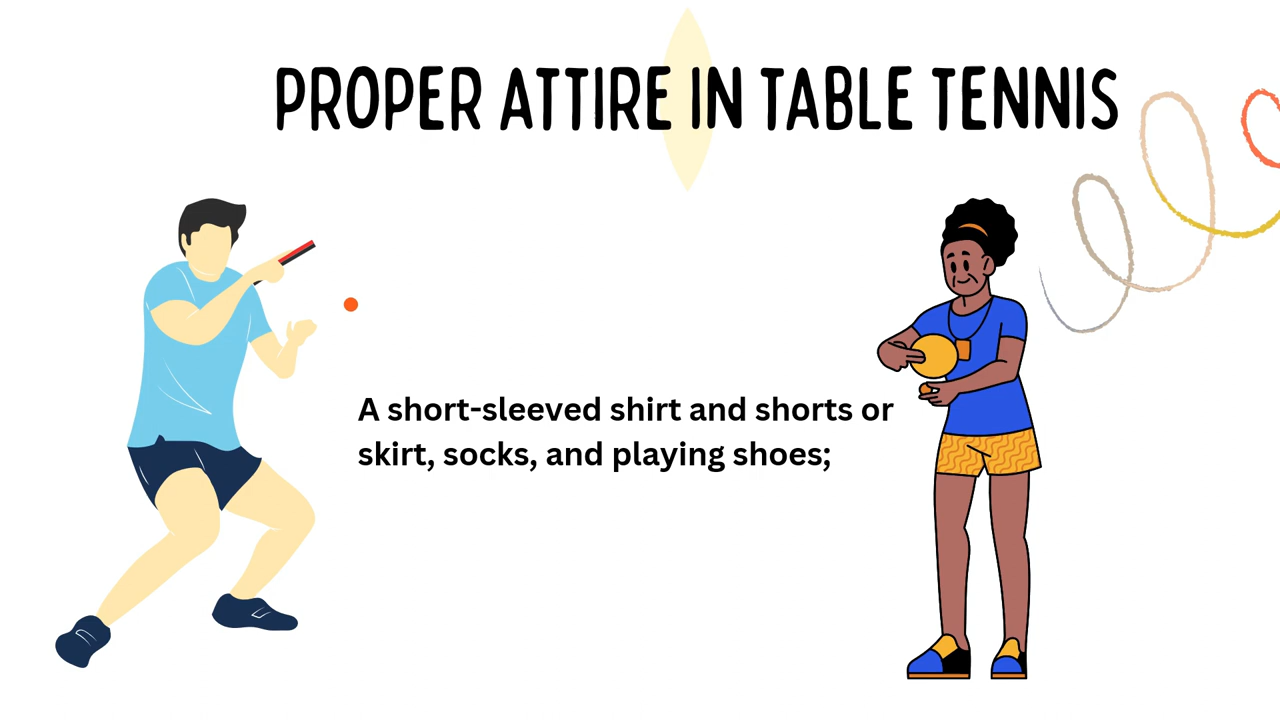 PROPER ATTIRE IN TABLE TENNIS
A short-sleeved shirt and shorts or
skirt, socks, and playing shoes;